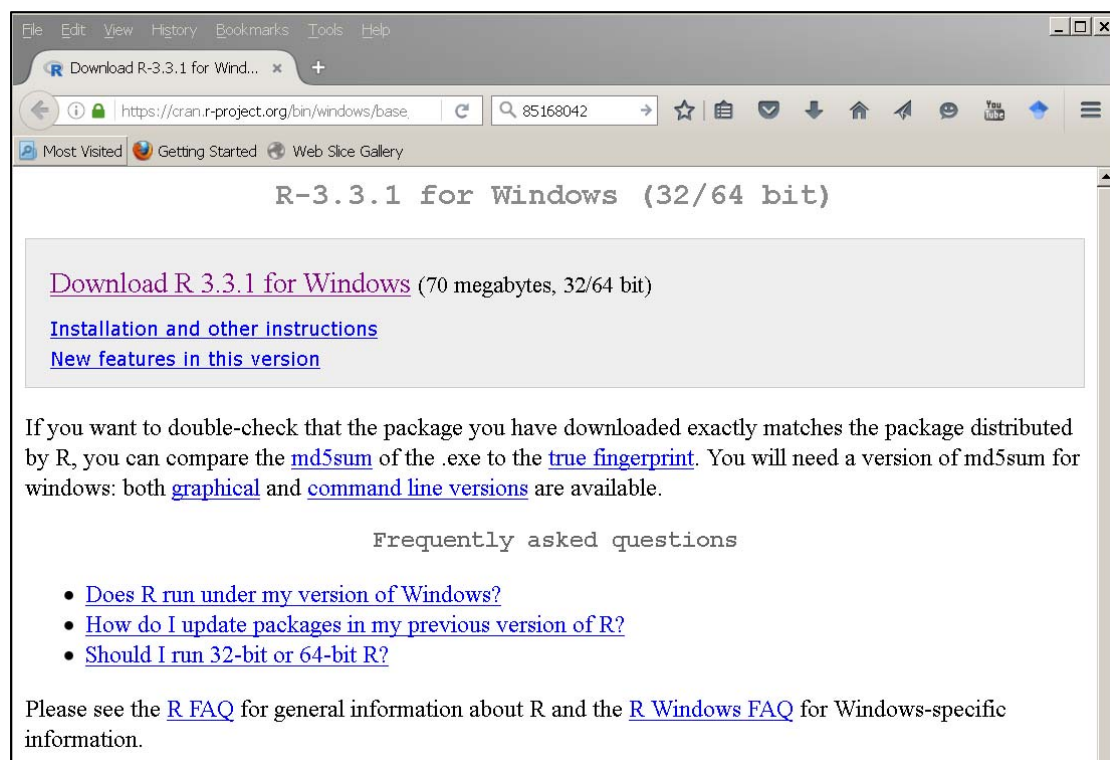 File Edit View History Bookmarks Tools Help
Download R-3.3.1 for Wind...
https://cran.r-project.org/bin/windows/base
85168042
You Tube
Most Visited Getting Started Web Slice Gallery
R-3.3.1 for Windows (32/64 bit)
Download R 3.3.1 for Windows (70 megabytes, 32/64 bit)
Installation and other instructions
New features in this version
If you want to double-check that the package you have downloaded exactly matches the package distributed
by R, you can compare the md5sum of the .exe to the true fingerprint. You will need a version of md5sum for
windows: both graphical and command line versions are available.
Frequently asked questions
• Does R run under my version of Windows?
• How do I update packages in my previous version of R?
• Should I run 32-bit or 64-bit R?
Please see the R FAQ for general information about R and the R Windows FAQ for Windows-specific
information.